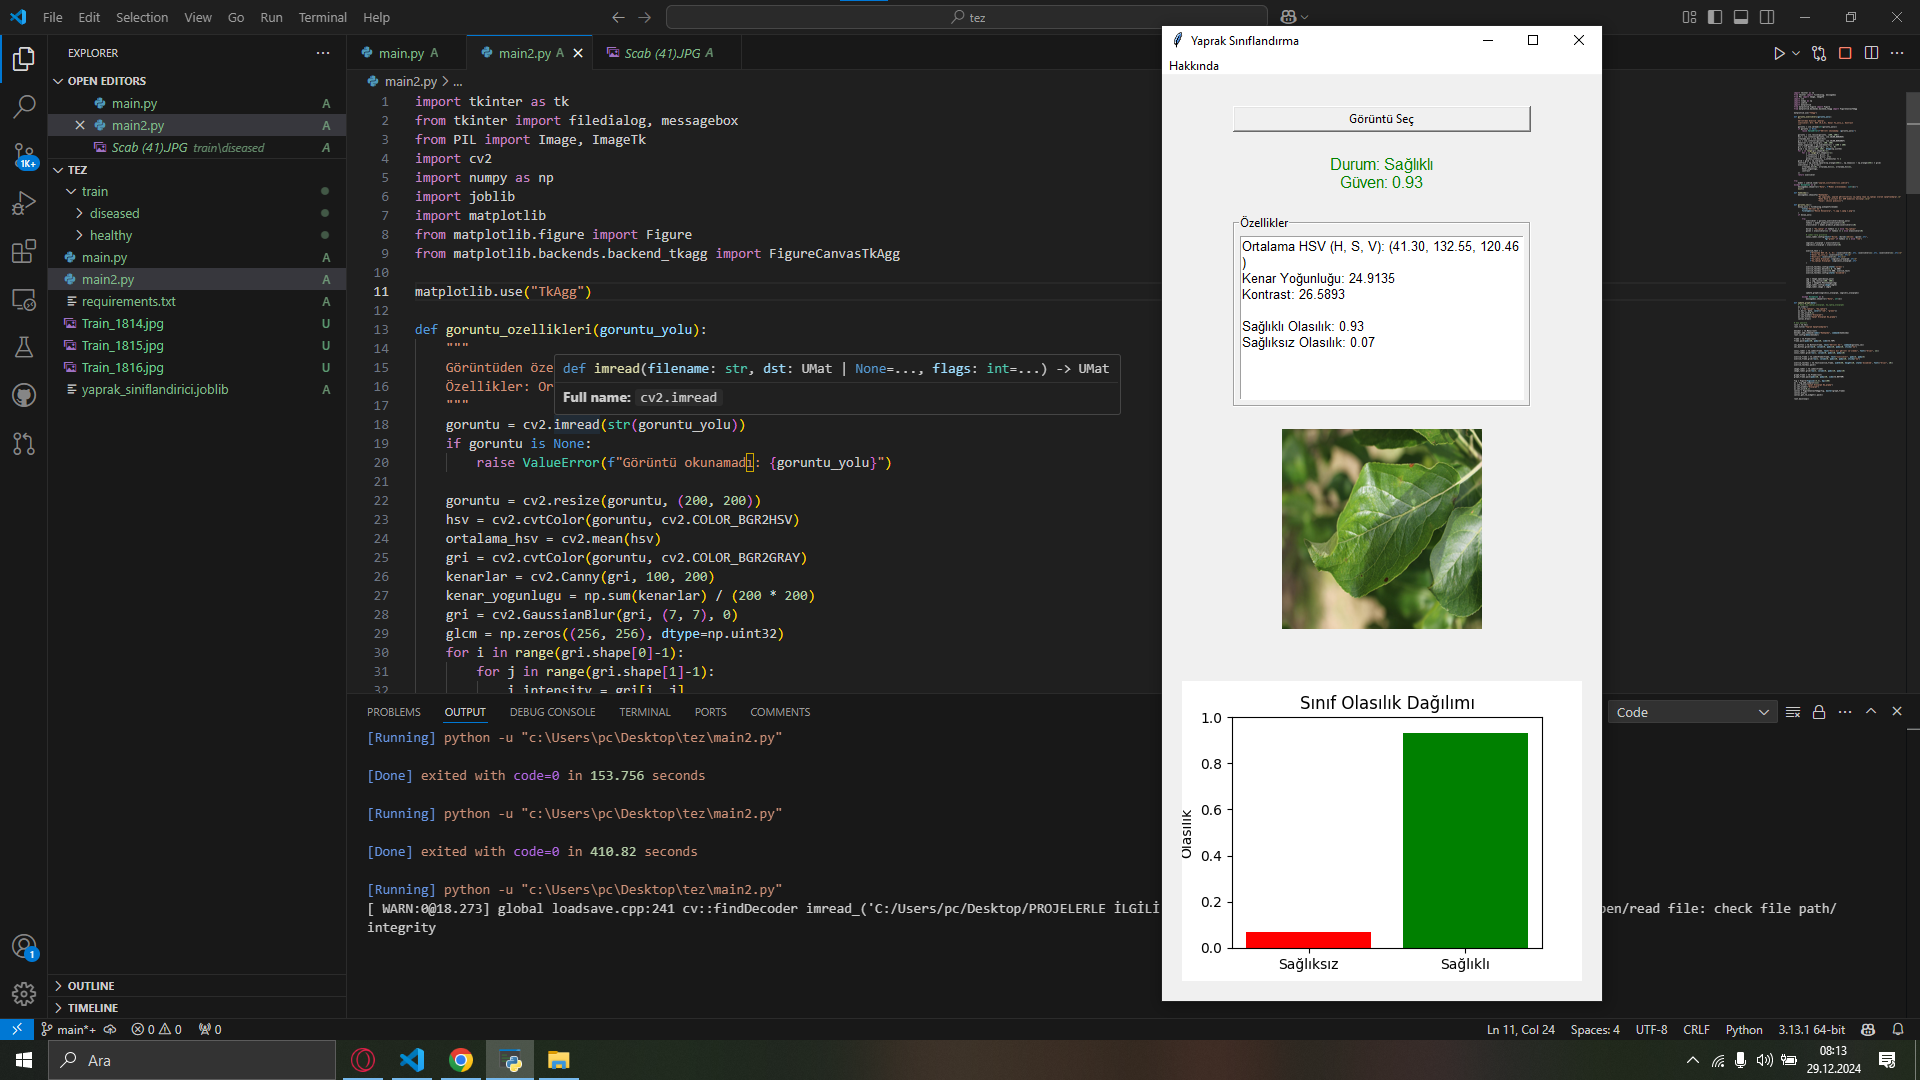 File Edit Selection View Go Run Terminal Help
tez
EXPLORER
OPEN EDITORS
main.py A
main2.py A
Scab (41).JPG train\diseased A
TEZ
train
diseased
healthy
main.py A
main2.py A
requirements.txt A
Train_1814.jpg U
Train_1815.jpg U
Train_1816.jpg U
yaprak_siniflandirici.joblib A
OUTLINE
TIMELINE
1K+
1
main.py A
main2.py A
Scab (41).JPG A
main2.py > ...
1 import tkinter as tk
2 from tkinter import filedialog, messagebox
3 from PIL import Image, ImageTk
4 import cv2
5 import numpy as np
6 import joblib
7 import matplotlib
8 from matplotlib.figure import Figure
9 from matplotlib.backends.backend_tkagg import FigureCanvasTkAgg
10
11 matplotlib.use("TkAgg")
12
13 def goruntu_ozellikleri(goruntu_yolu):
14 """
15 Görüntüden öze
16 Özellikler: Or
17 """
def imread(filename: str, dst: UMat | None=..., flags: int=...) -> UMat
Full name: cv2.imread
18 goruntu = cv2.imread(str(goruntu_yolu))
19 if goruntu is None:
20 raise ValueError(f"Görüntü okunamadı: {goruntu_yolu}")
21
22 goruntu = cv2.resize(goruntu, (200, 200))
23 hsv = cv2.cvtColor(goruntu, cv2.COLOR_BGR2HSV)
24 ortalama_hsv = cv2.mean(hsv)
25 gri = cv2.cvtColor(goruntu, cv2.COLOR_BGR2GRAY)
26 kenarlar = cv2.Canny(gri, 100, 200)
27 kenar_yogunlugu = np.sum(kenarlar) / (200 * 200)
28 gri = cv2.GaussianBlur(gri, (7, 7), 0)
29 glcm = np.zeros((256, 256), dtype=np.uint32)
30 for i in range(gri.shape[0]-1):
31 for j in range(gri.shape[1]-1):
32 i_intensity = gri[i, j]
PROBLEMS OUTPUT DEBUG CONSOLE TERMINAL PORTS COMMENTS
Code
[Running] python -u "c:\Users\pc\Desktop\tez\main2.py"
[Done] exited with code=0 in 153.756 seconds
[Running] python -u "c:\Users\pc\Desktop\tez\main2.py"
[Done] exited with code=0 in 410.82 seconds
[Running] python -u "c:\Users\pc\Desktop\tez\main2.py"
[ WARN:0@18.273] global loadsave.cpp:241 cv::findDecoder imread_('C:/Users/pc/Desktop/PROJELERLE İLGİLİ pen/read file: check file path/
integrity
Yaprak Sınıflandırma
Hakkında
Görüntü Seç
Durum: Sağlıklı
Güven: 0.93
Özellikler
Ortalama HSV (H, S, V): (41.30, 132.55, 120.46
)
Kenar Yoğunluğu: 24.9135
Kontrast: 26.5893
Sağlıklı Olasılık: 0.93
Sağlıksız Olasılık: 0.07
Sınıf Olasılık Dağılımı
Olasılık
1.0
0.8
0.6
0.4
0.2
0.0
Sağlıksız Sağlıklı
main*+ 0 0 0
Ln 11, Col 24 Spaces: 4 UTF-8 CRLF Python 3.13.1 64-bit
Ara
08:13
29.12.2024